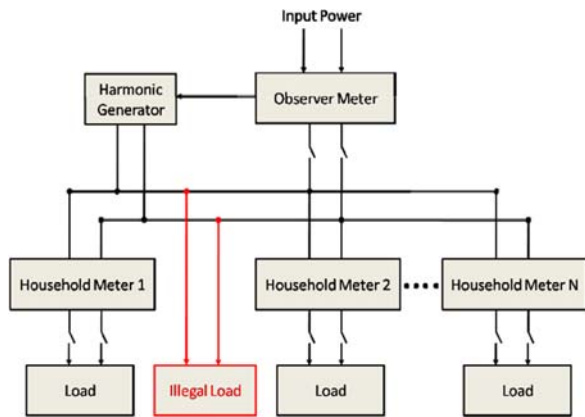 Input Power
Harmonic
Generator
Observer Meter
Household Meter 1
Household Meter 2
Household Meter N
Load
Illegal Load
Load
Load